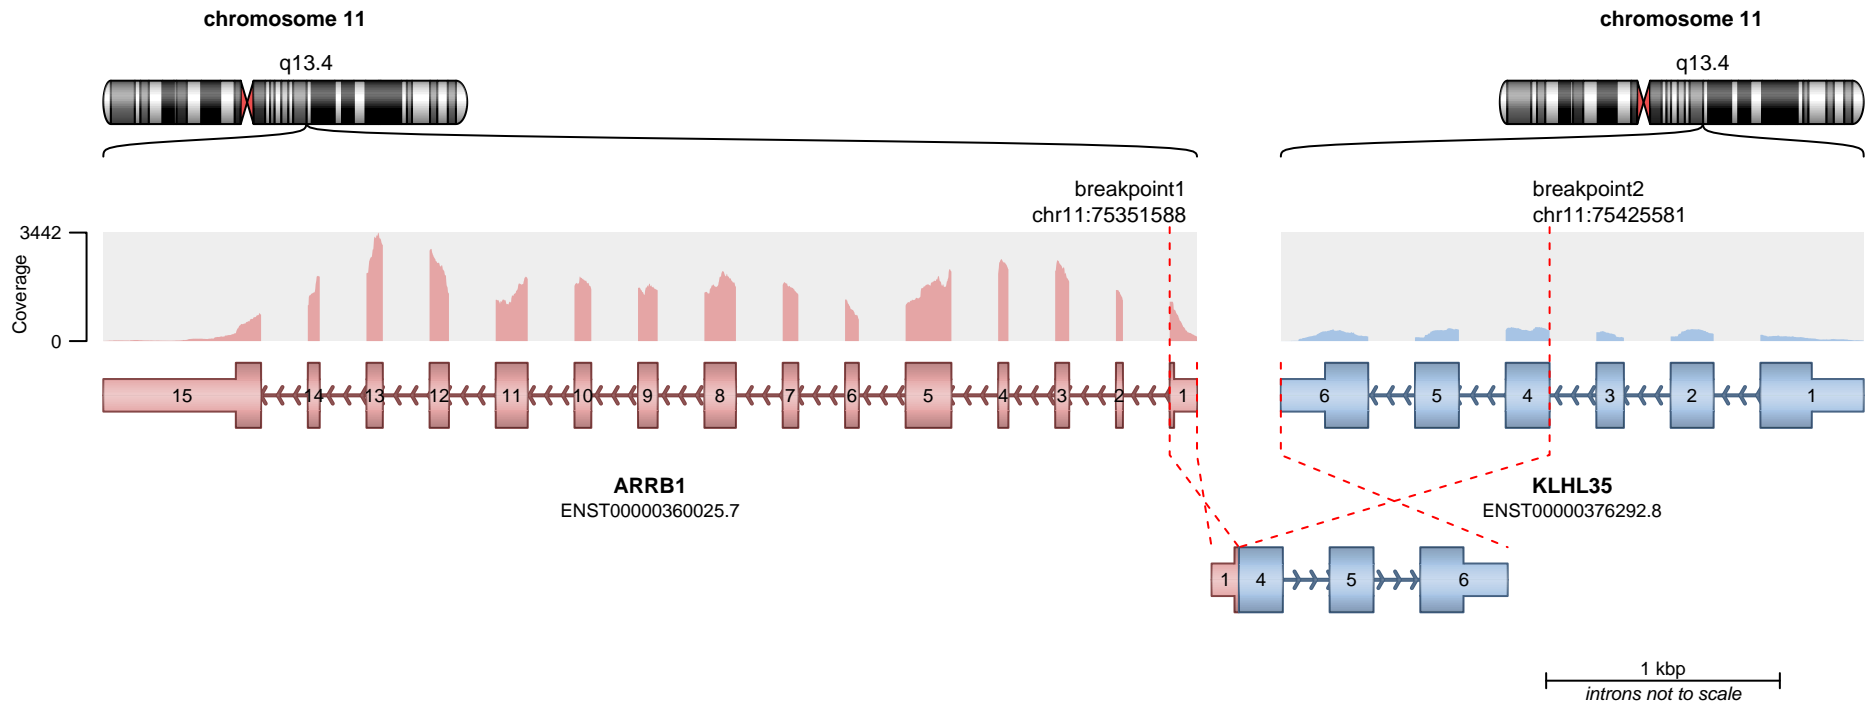 chromosome 11
chromosome 11
q13.4
q13.4
breakpoint1
chr11:75351588
breakpoint2
chr11:75425581
3442
Coverage
0
15 14 13 12 11 10 9 8 7 6 5 4 3 2 1
6 5 4 3 2 1
ARRB1
ENST00000360025.7
KLHL35
ENST00000376292.8
1 4 5 6
1 kbp
introns not to scale